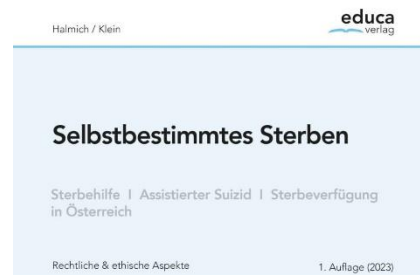 Halmich / Klein
educa
verlag
Selbstbestimmtes Sterben
Sterbehilfe I Assistierter Suizid I Sterbeverfügung
in Österreich
Rechtliche & ethische Aspekte
1. Auflage (2023)